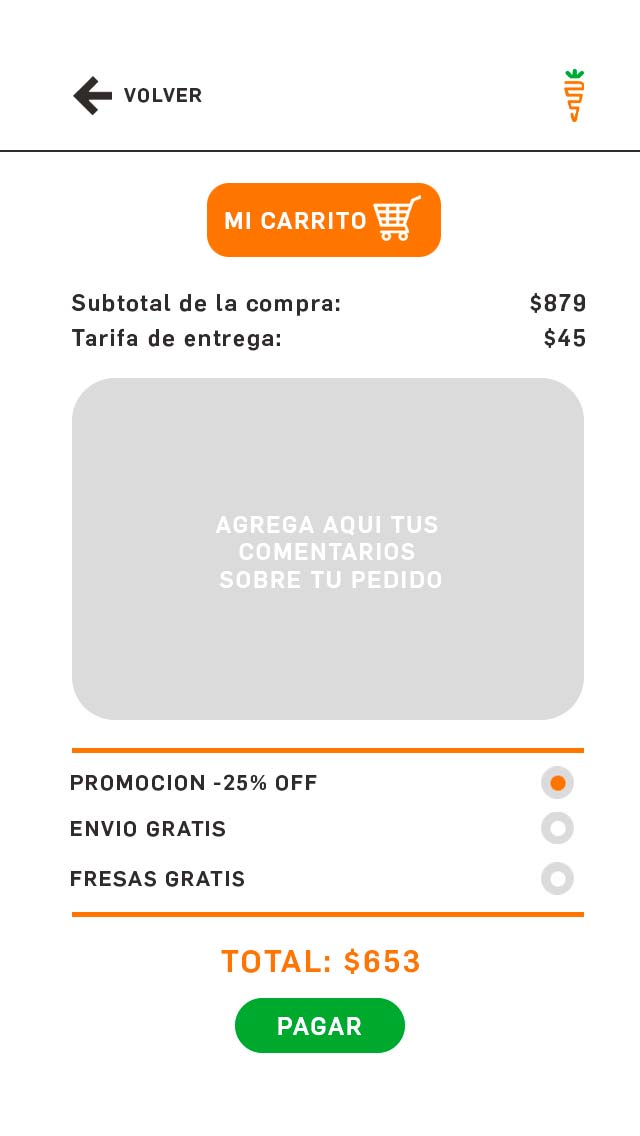 VOLVER
MI CARRITO
Subtotal de la compra: $879
Tarifa de entrega: $45
AGREGA AQUI TUS
COMENTARIOS
SOBRE TU PEDIDO
PROMOCION -25% OFF
ENVIO GRATIS
FRESAS GRATIS
TOTAL: $653
PAGAR